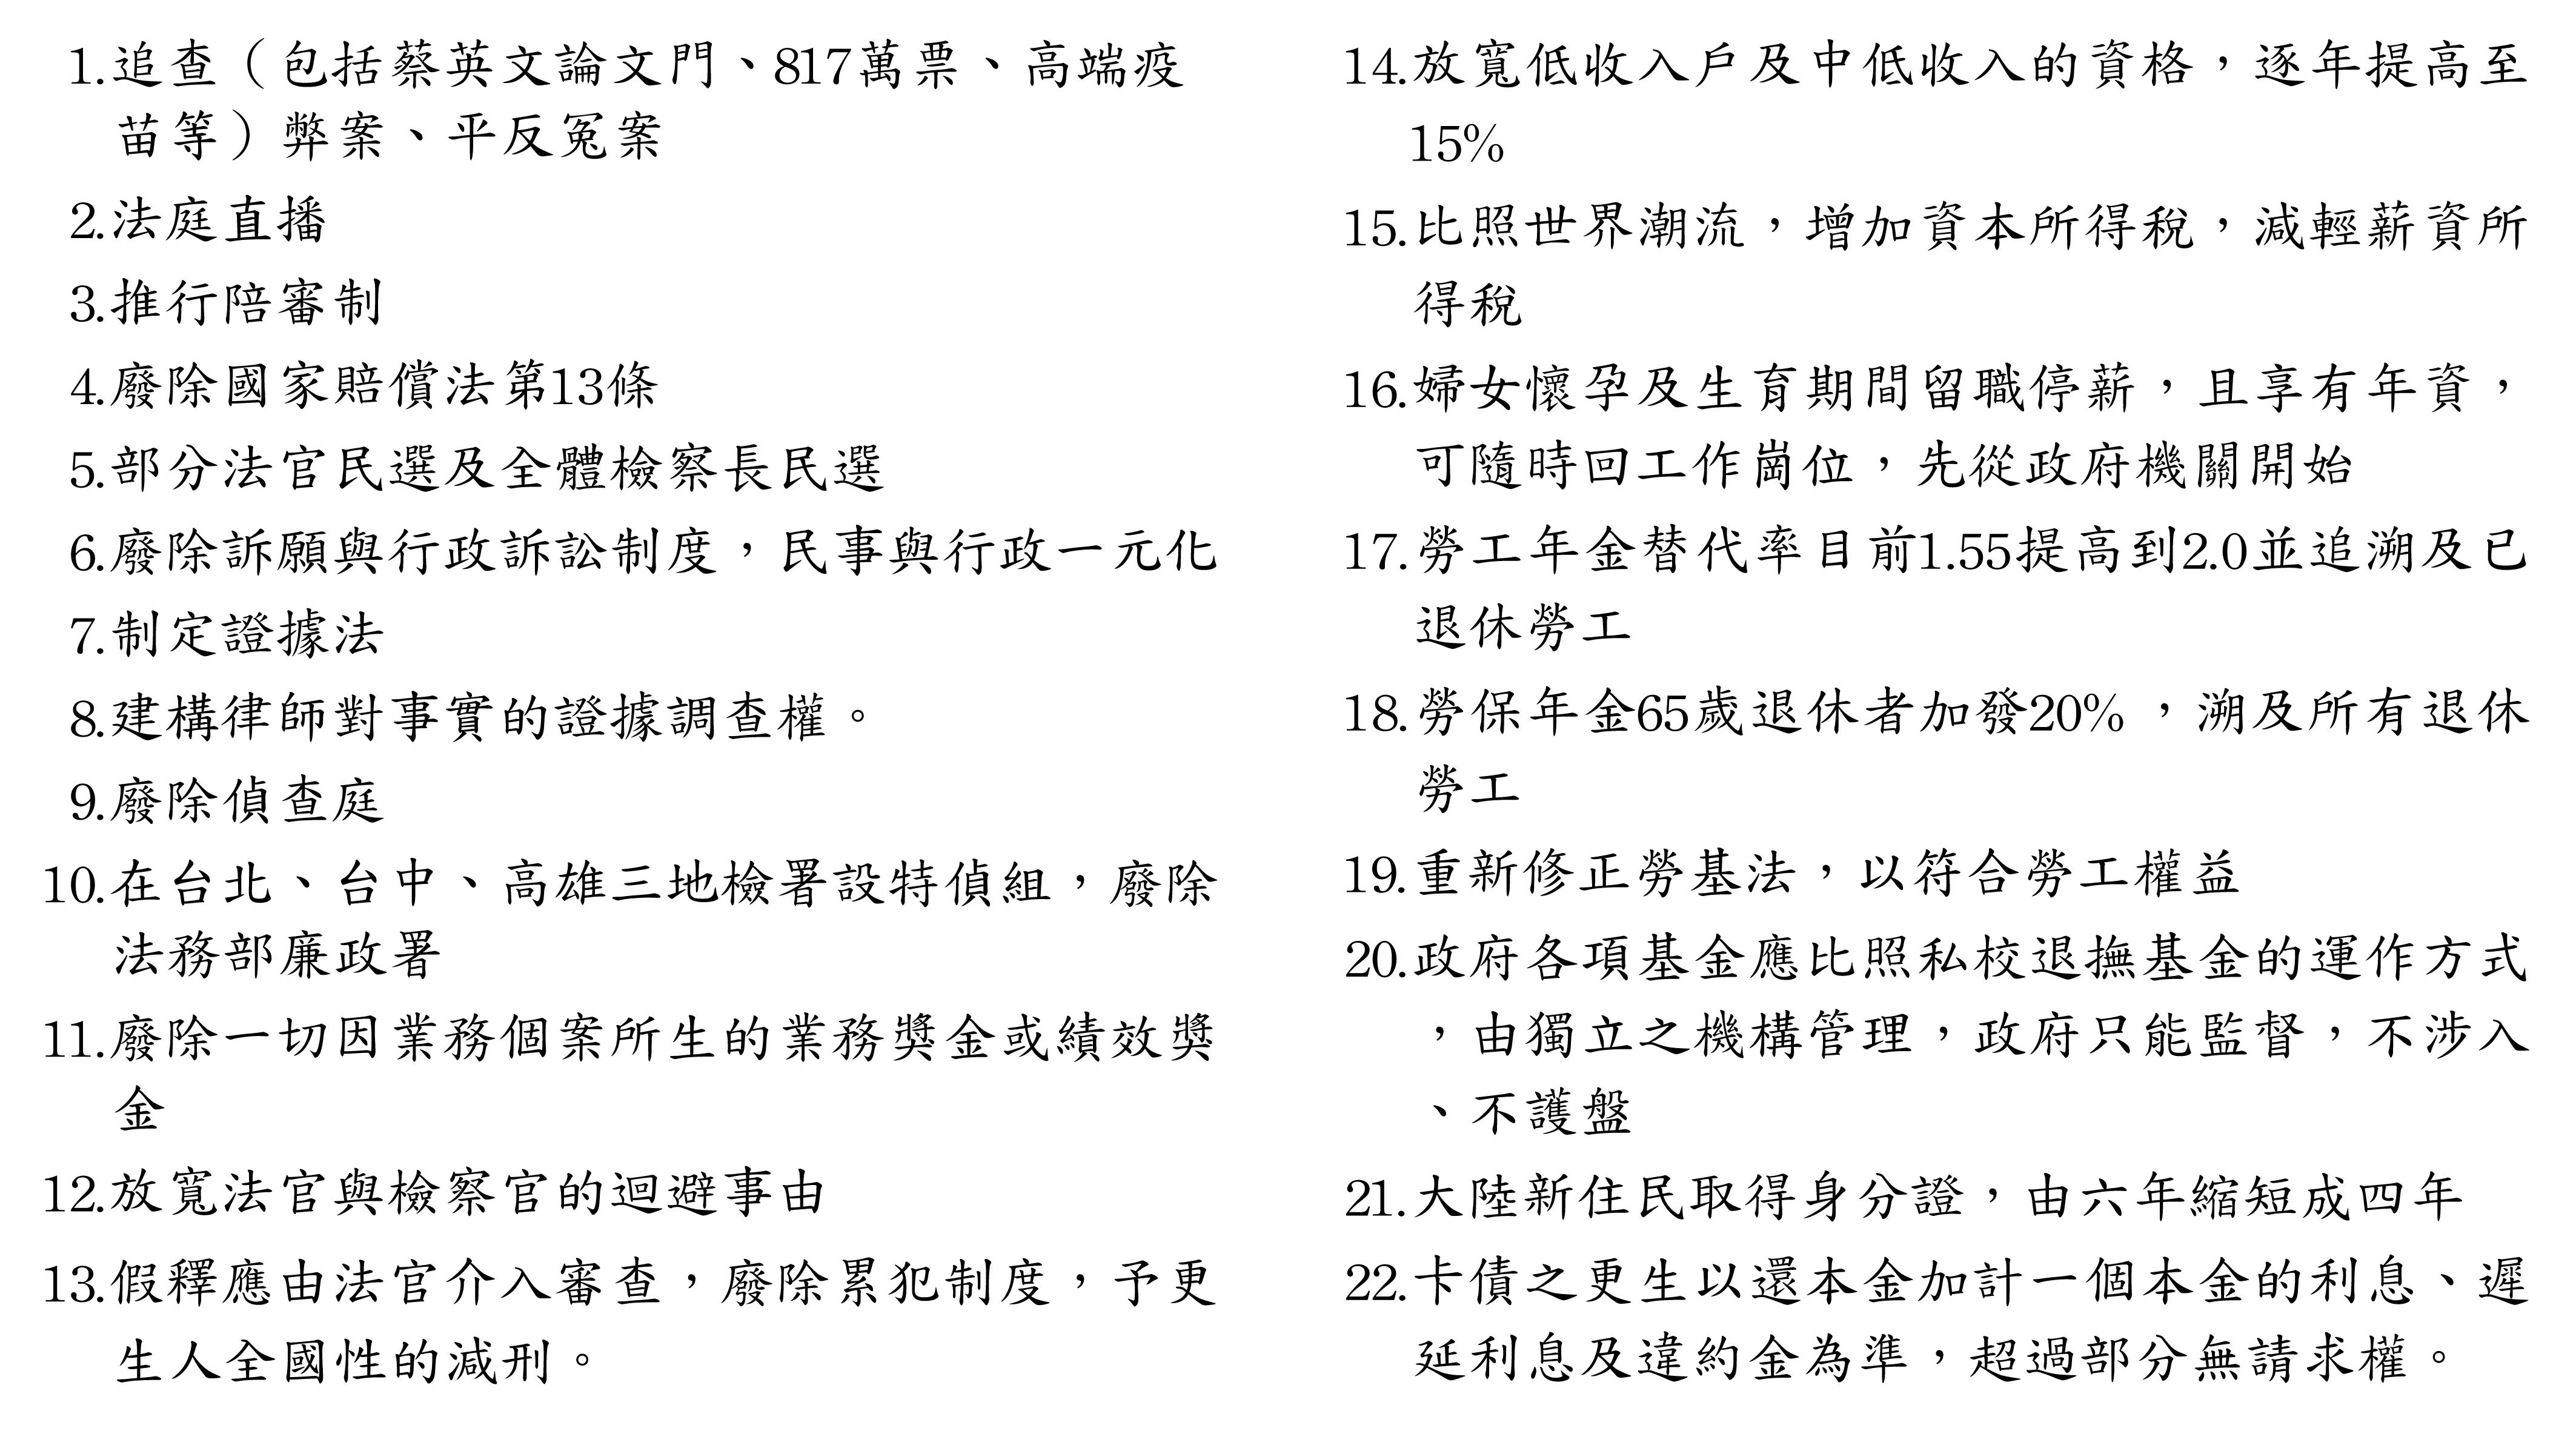 1.追查（包括蔡英文論文門、817萬票、高端疫
苗等）弊案、平反冤案
2.法庭直播
3.推行陪審制
4.廢除國家賠償法第13條
5.部分法官民選及全體檢察長民選
6.廢除訴願與行政訴訟制度，民事與行政一元化
7.制定證據法
8.建構律師對事實的證據調查權。
9.廢除偵查庭
10.在台北、台中、高雄三地檢署設特偵組，廢除
法務部廉政署
11.廢除一切因業務個案所生的業務獎金或績效獎
金
12.放寬法官與檢察官的迴避事由
13.假釋應由法官介入審查，廢除累犯制度，予更
生人全國性的減刑。
14.放寬低收入戶及中低收入的資格，逐年提高至
15%
15.比照世界潮流，增加資本所得稅，減輕薪資所
得稅
16.婦女懷孕及生育期間留職停薪，且享有年資，
可隨時回工作崗位，先從政府機關開始
17.勞工年金替代率目前1.55提高到2.0並追溯及已
退休勞工
18.勞保年金65歲退休者加發20%，溯及所有退休
勞工
19.重新修正勞基法，以符合勞工權益
20.政府各項基金應比照私校退撫基金的運作方式
，由獨立之機構管理，政府只能監督，不涉入
、不護盤
21.大陸新住民取得身分證，由六年縮短成四年
22.卡債之更生以還本金加計一個本金的利息、遲
延利息及違約金為準，超過部分無請求權。